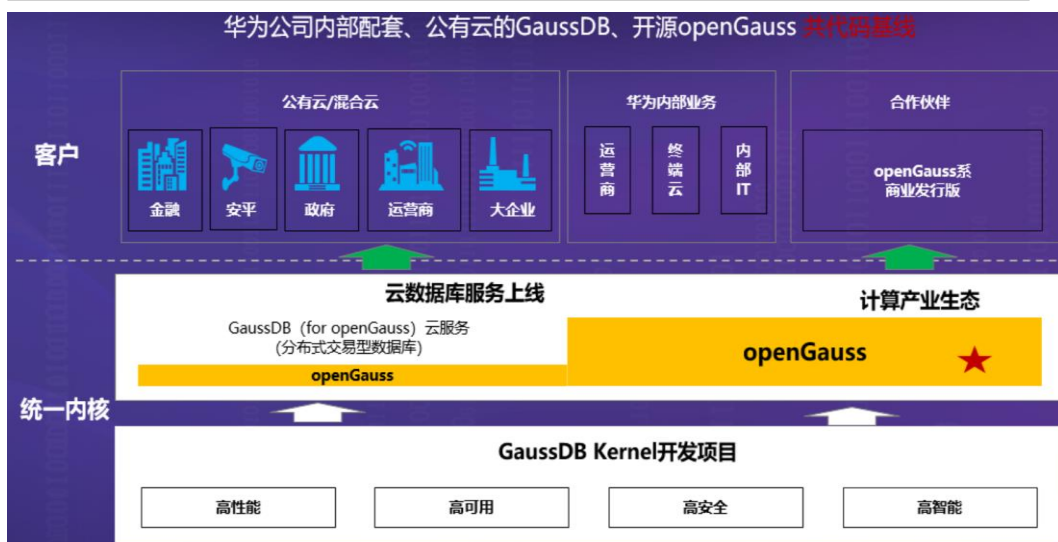 华为公司内部配套、公有云的GaussDB、开源openGauss 共代码基线
客户
公有云/混合云
金融
安平
政府
运营商
大企业
华为内部业务
运营商
终端云
内部IT
合作伙伴
openGauss系
商业发行版
统一内核
云数据库服务上线
GaussDB（for openGauss）云服务
(分布式交易型数据库)
openGauss
计算产业生态
openGauss
GaussDB Kernel开发项目
高性能
高可用
高安全
高智能